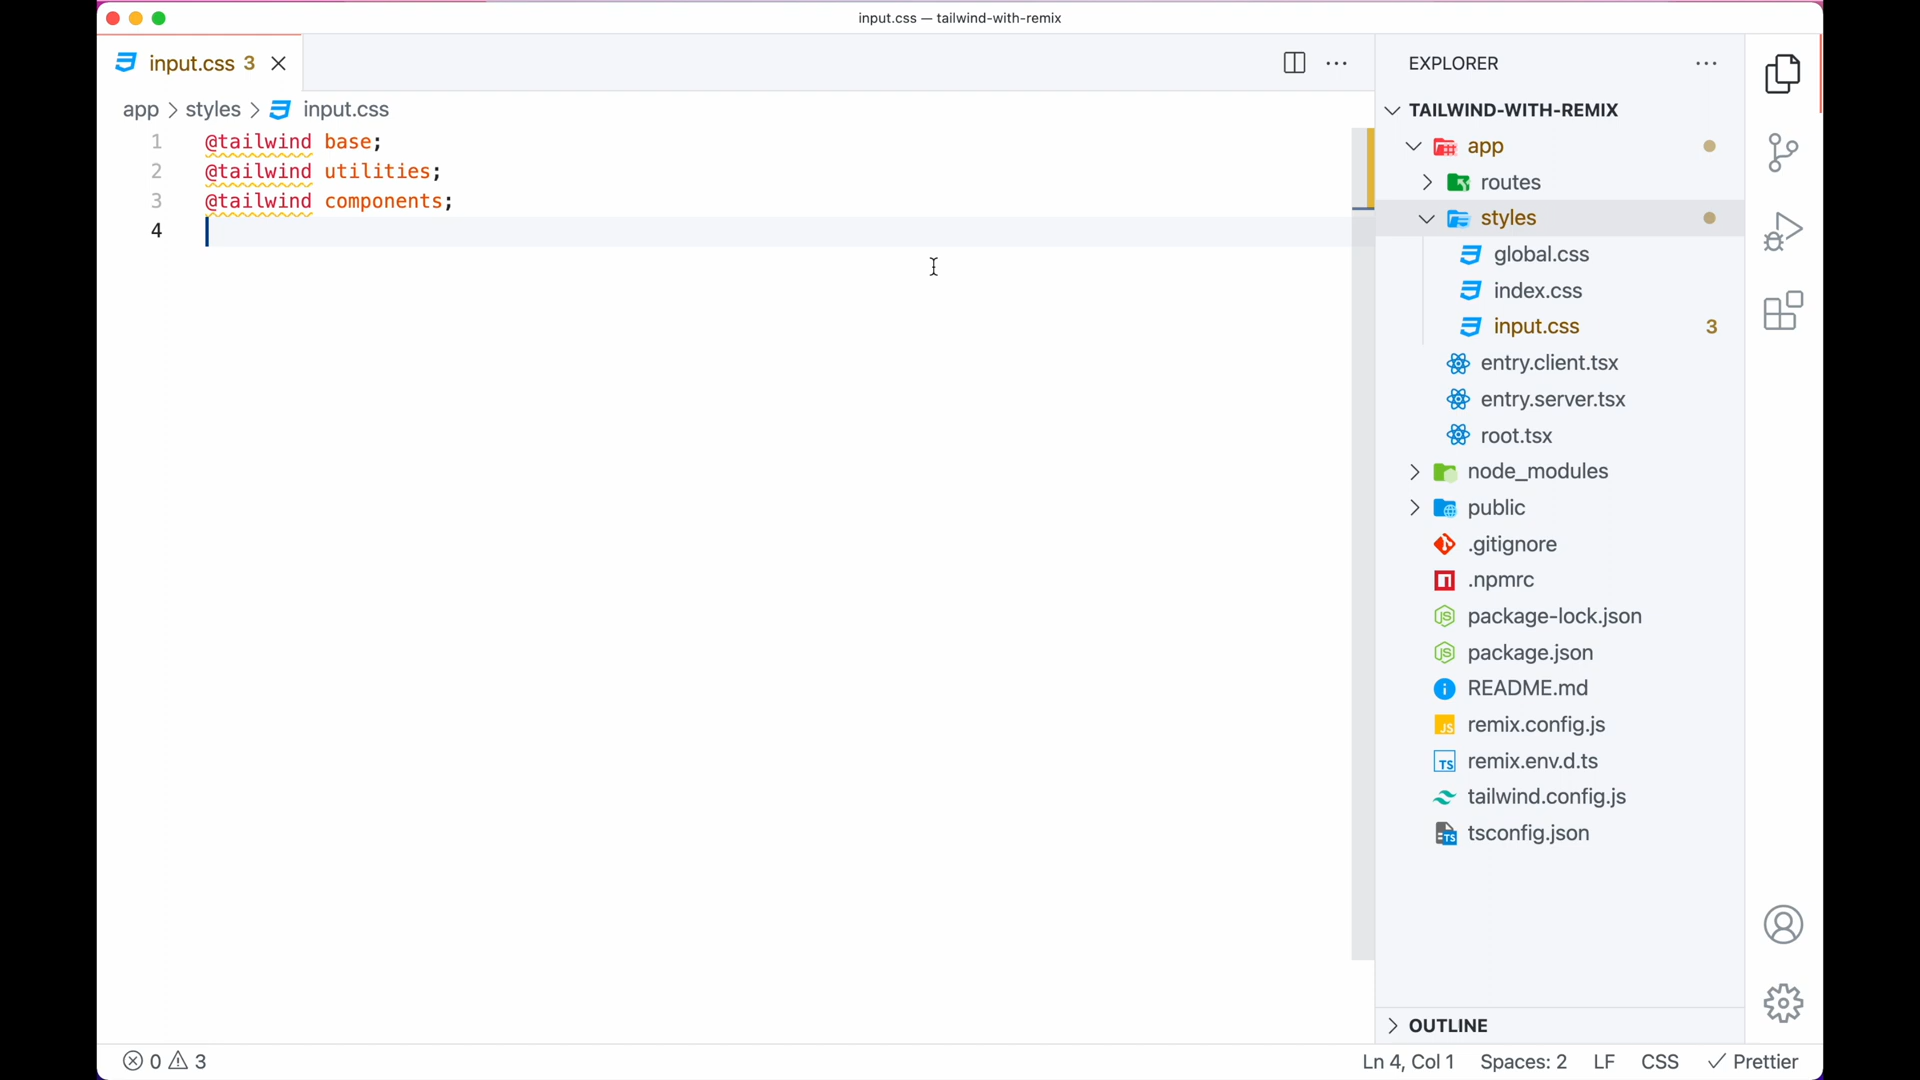 input.css — tailwind-with-remix
input.css 3
EXPLORER
app > styles > input.css
1 @tailwind base;
2 @tailwind utilities;
3 @tailwind components;
4
TAILWIND-WITH-REMIX
app
routes
styles
global.css
index.css
input.css 3
entry.client.tsx
entry.server.tsx
root.tsx
node_modules
public
.gitignore
.npmrc
package-lock.json
package.json
README.md
remix.config.js
remix.env.d.ts
tailwind.config.js
tsconfig.json
OUTLINE
0 3
Ln 4, Col 1 Spaces: 2 LF CSS Prettier